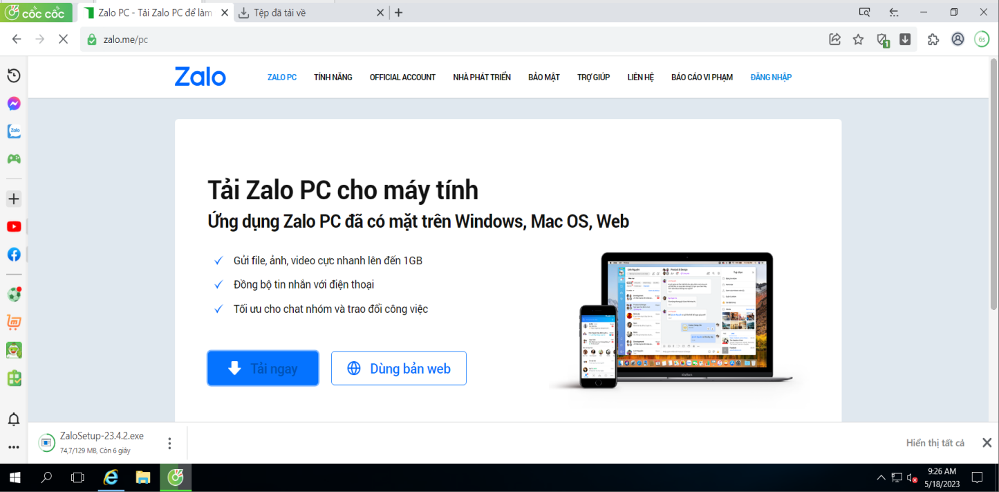 cốc cốc
Zalo PC - Tải Zalo PC để làm
Tệp đã tải về
zalo.me/pc
1
6s
Zalo
ZALO PC
TÍNH NĂNG
OFFICIAL ACCOUNT
NHÀ PHÁT TRIỂN
BẢO MẬT
TRỢ GIÚP
LIÊN HỆ
BÁO CÁO VI PHẠM
ĐĂNG NHẬP
Zalo
Tải Zalo PC cho máy tính
Ứng dụng Zalo PC đã có mặt trên Windows, Mac OS, Web
Gửi file, ảnh, video cực nhanh lên đến 1GB
Đồng bộ tin nhắn với điện thoại
Tối ưu cho chat nhóm và trao đổi công việc
Tải ngay
Dùng bản web
MacBook
ZaloSetup-23.4.2.exe
74,7/129 MB, Còn 6 giây
Hiển thị tất cả
9:26 AM
5/18/2023